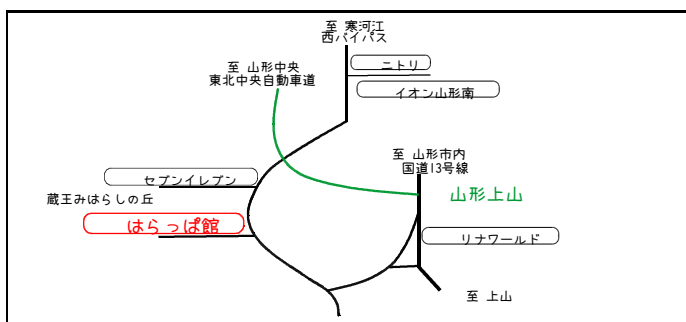 至 寒河江
西バイパス
ニトリ
至 山形中央
東北中央自動車道
イオン山形南
至 山形市内
国道13号線
セブンイレブン
山形上山
蔵王みはらしの丘
はらっぱ館
リナワールド
至 上山